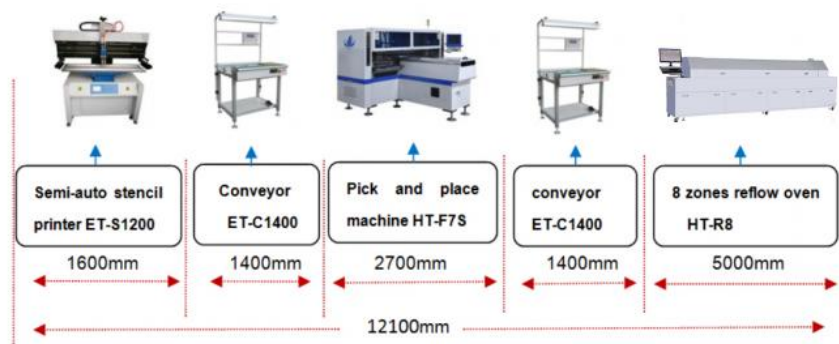 Semi-auto stencil
printer ET-S1200
Conveyor
ET-C1400
Pick and place
machine HT-F7S
conveyor
ET-C1400
8 zones reflow oven
HT-R8
1600mm
1400mm
2700mm
1400mm
5000mm
12100mm